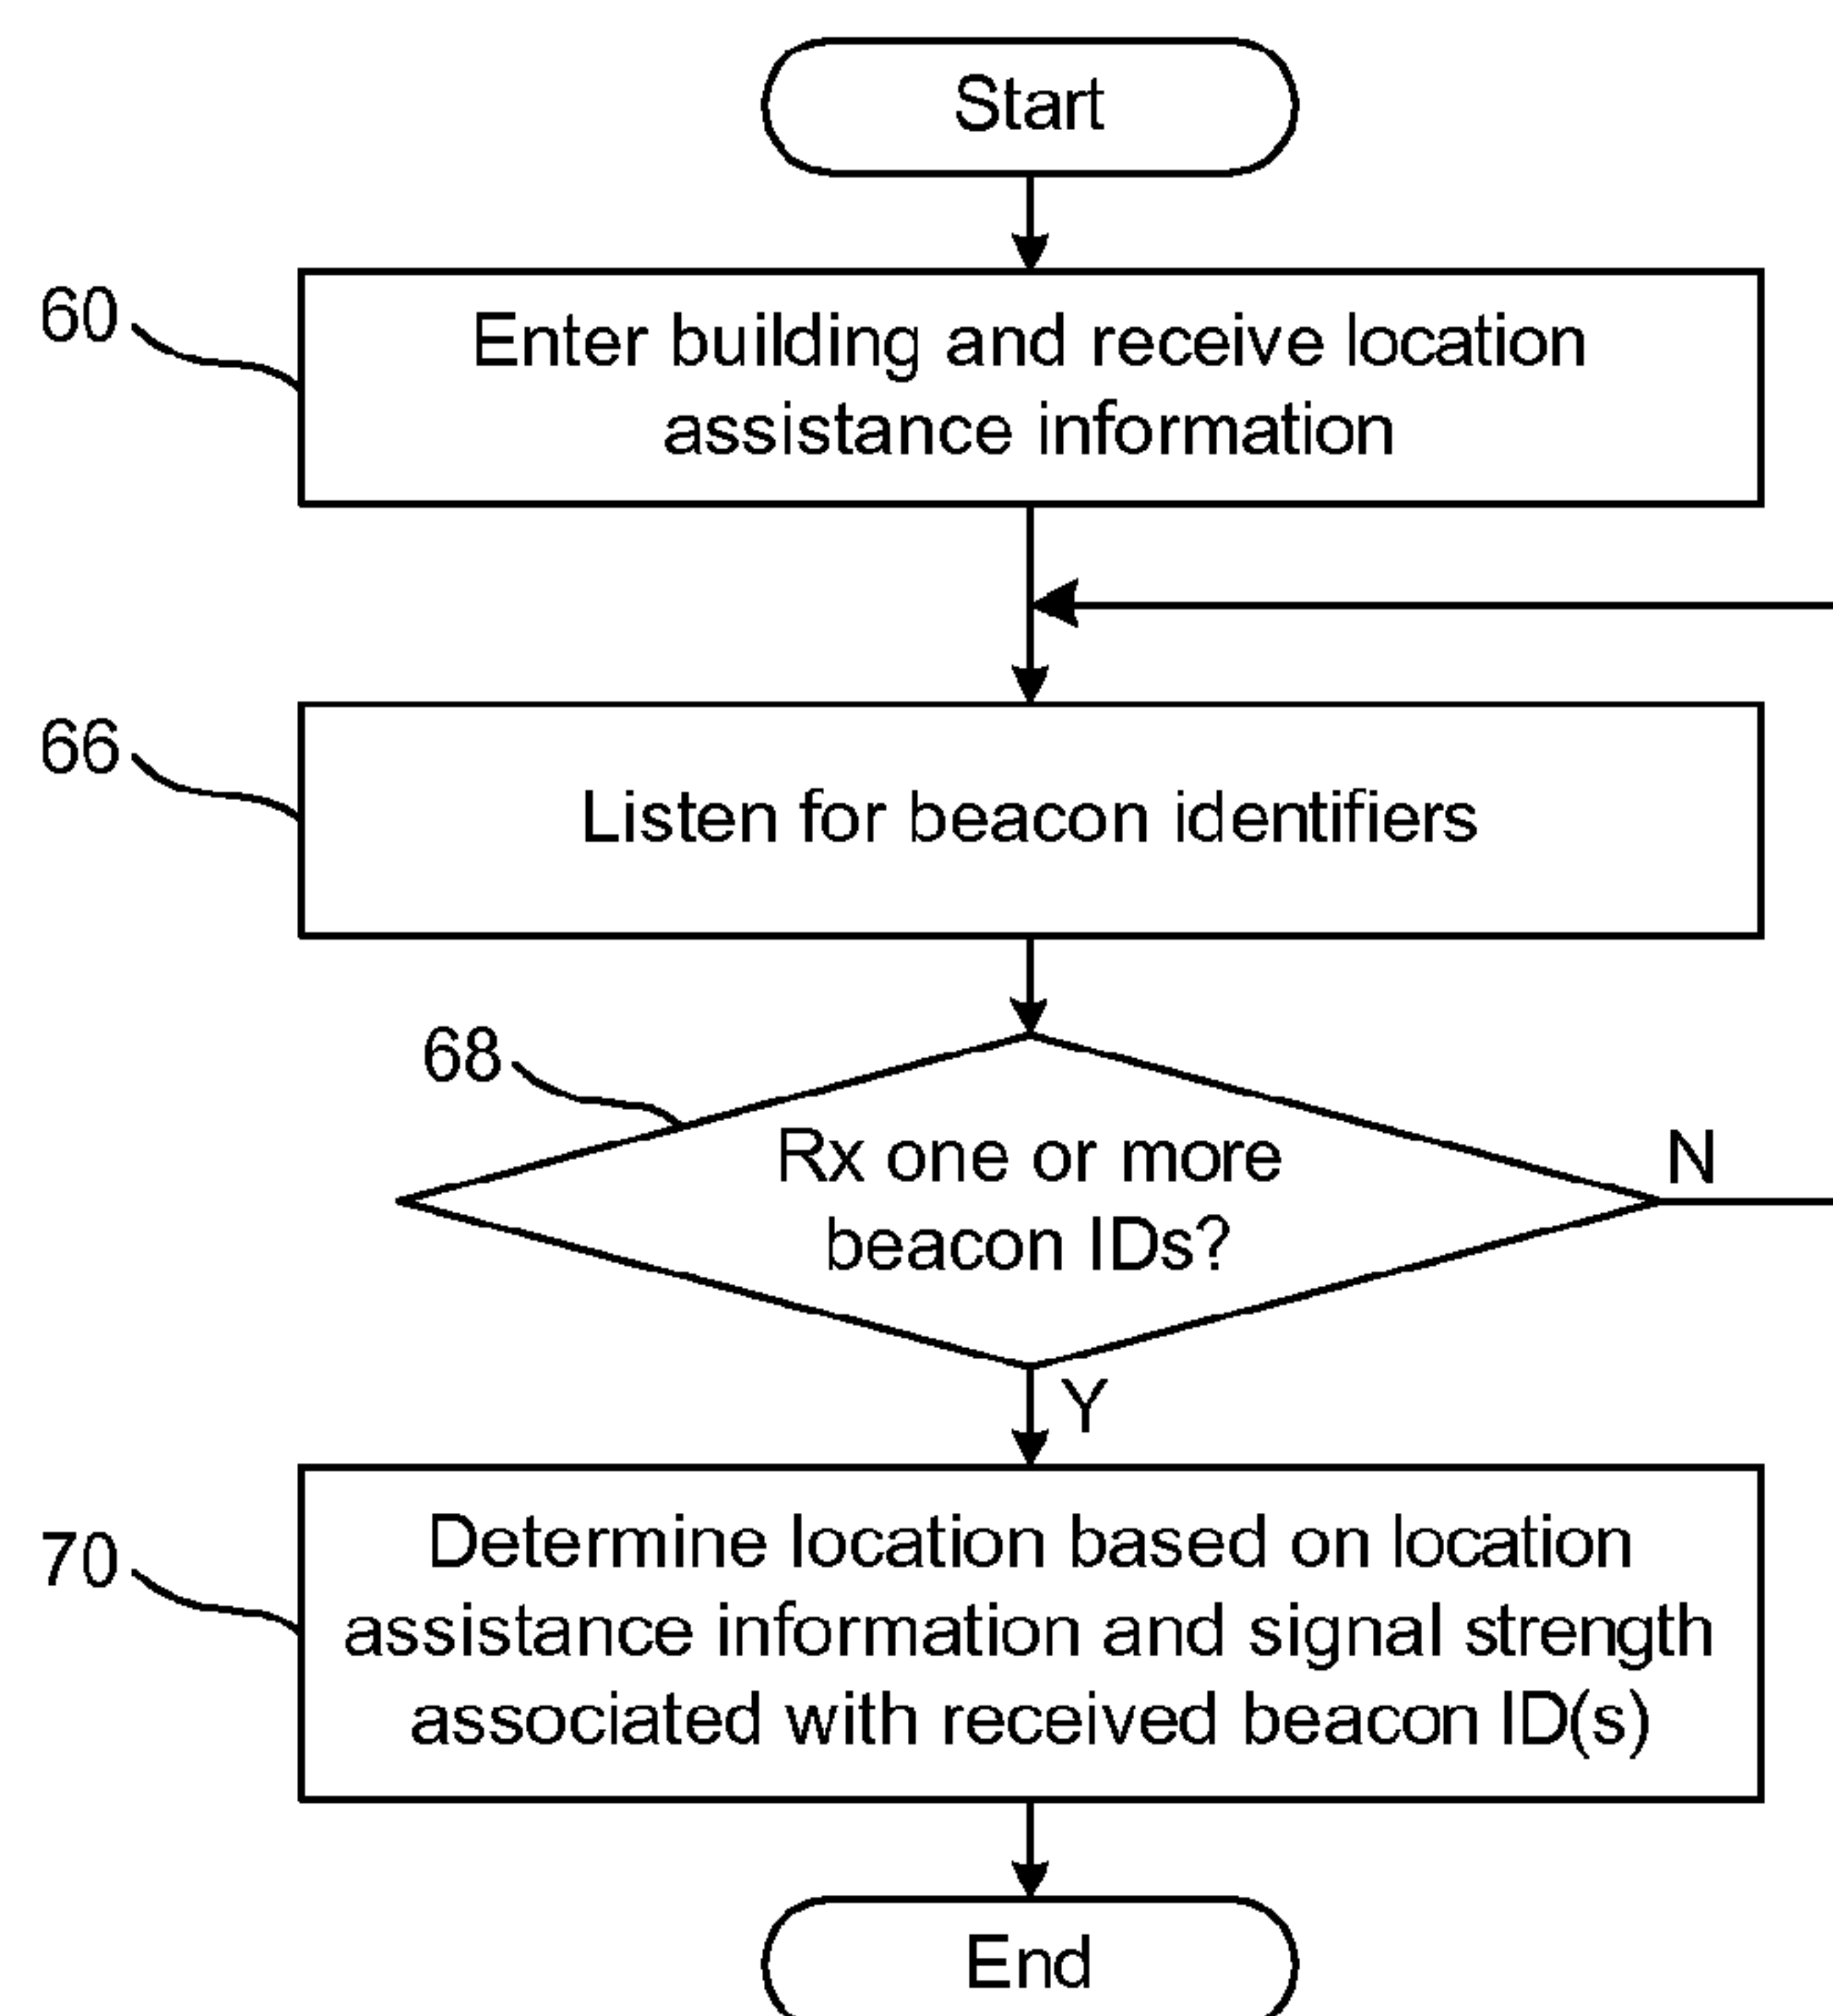 Start
60
Enter building and receive location
assistance information
66
Listen for beacon identifiers
68
Rx one or more
beacon IDs?
N
Y
70
Determine location based on location
assistance information and signal strength
associated with received beacon ID(s)
End